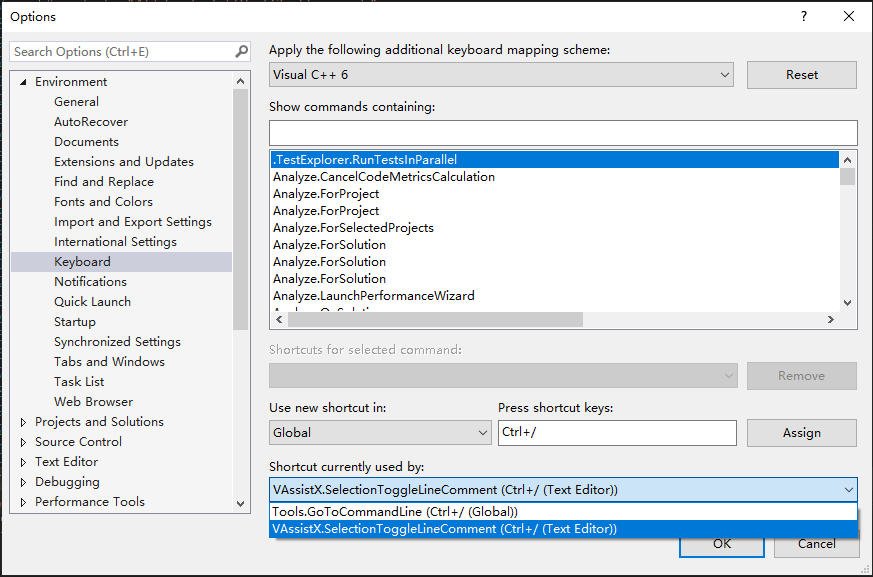 Options
?
Search Options (Ctrl+E)
Environment
General
AutoRecover
Documents
Extensions and Updates
Find and Replace
Fonts and Colors
Import and Export Settings
International Settings
Keyboard
Notifications
Quick Launch
Startup
Synchronized Settings
Tabs and Windows
Task List
Web Browser
Projects and Solutions
Source Control
Text Editor
Debugging
Performance Tools
Apply the following additional keyboard mapping scheme:
Visual C++ 6
Reset
Show commands containing:
.TestExplorer.RunTestsInParallel
Analyze.CancelCodeMetricsCalculation
Analyze.ForProject
Analyze.ForProject
Analyze.ForSelectedProjects
Analyze.ForSolution
Analyze.ForSolution
Analyze.ForSolution
Analyze.LaunchPerformanceWizard
Shortcuts for selected command:
Remove
Use new shortcut in:
Press shortcut keys:
Global
Ctrl+/
Assign
Shortcut currently used by:
VAssistX.SelectionToggleLineComment (Ctrl+/ (Text Editor))
Tools.GoToCommandLine (Ctrl+/ (Global))
VAssistX.SelectionToggleLineComment (Ctrl+/ (Text Editor))
OK
Cancel